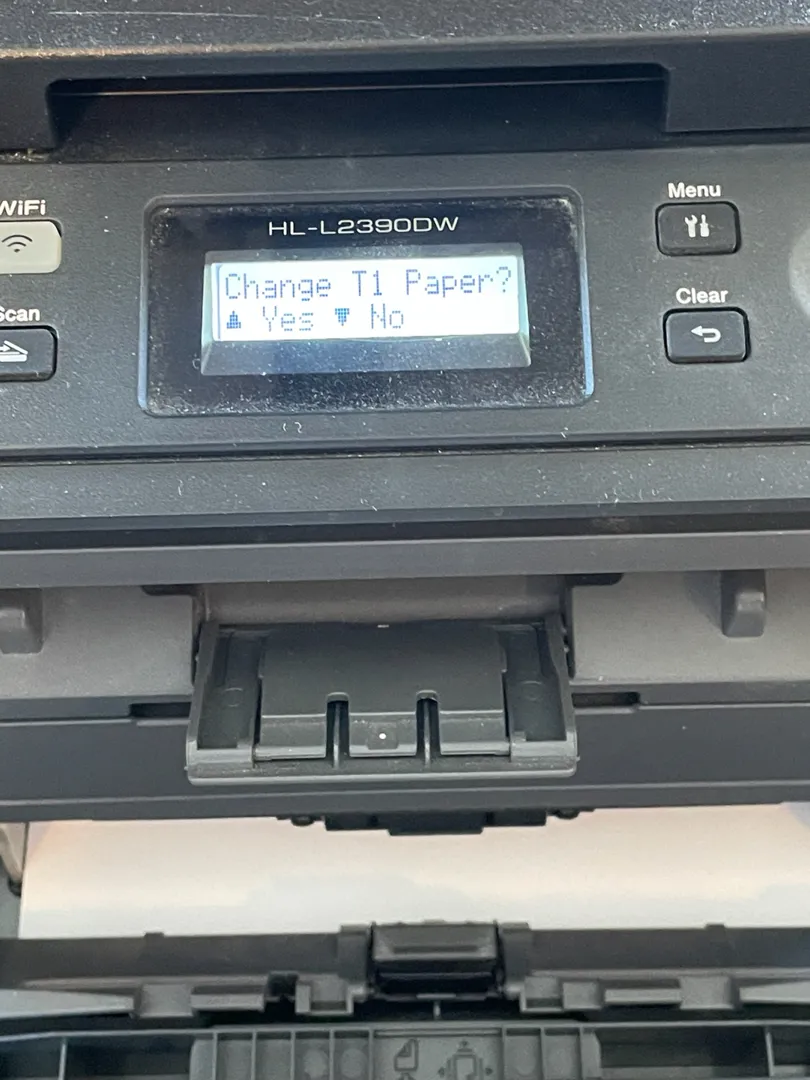 WiFi
HL-L2390DW
Menu
Change T1 Paper?
▲ Yes ▼ No
Scan
Clear